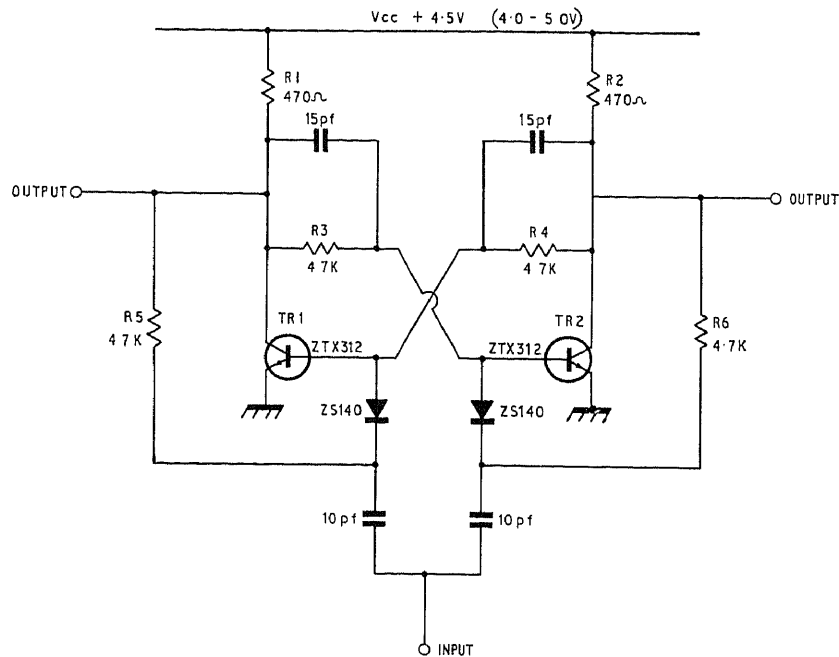 Vcc + 4·5V (4·0 - 5·0V)
R1
470Ω
R2
470Ω
15pf
15pf
OUTPUT
OUTPUT
R3
4 7K
R4
4 7K
R5
4 7K
TR1
ZTX312
ZTX312
TR2
R6
4·7K
ZS140
ZS140
10pf
10pf
INPUT